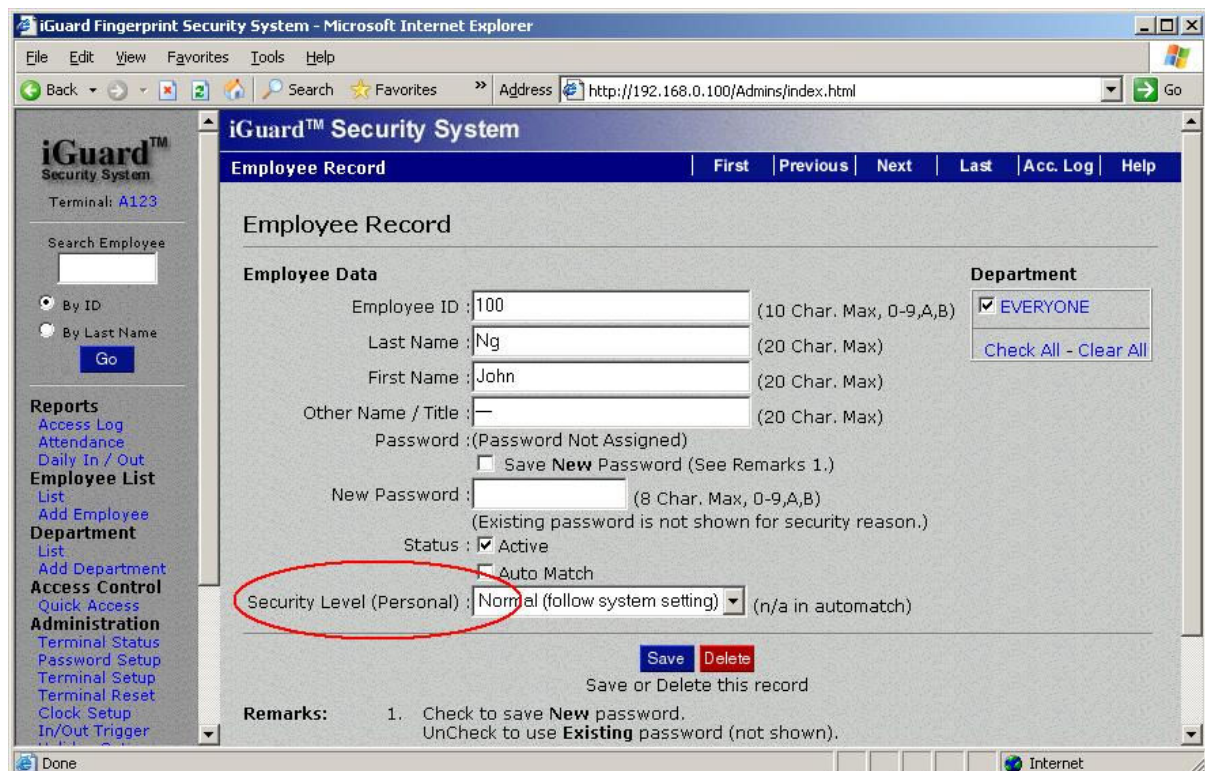 iGuard Fingerprint Security System - Microsoft Internet Explorer
File Edit View Favorites Tools Help
Back Search Favorites » Address http://192.168.0.100/Admins/index.html Go
iGuard™
Security System
Terminal: A123
Search Employee
By ID
By Last Name
Go
Reports
Access Log
Attendance
Daily In / Out
Employee List
List
Add Employee
Department
List
Add Department
Access Control
Quick Access
Administration
Terminal Status
Password Setup
Terminal Setup
Terminal Reset
Clock Setup
In/Out Trigger
iGuard™ Security System
Employee Record | First |Previous| Next | Last |Acc. Log| Help
Employee Record
Employee Data
Employee ID : 100 (10 Char. Max, 0-9,A,B)
Last Name : Ng (20 Char. Max)
First Name : John (20 Char. Max)
Other Name / Title : — (20 Char. Max)
Password :(Password Not Assigned)
Save New Password (See Remarks 1.)
New Password : (8 Char. Max, 0-9,A,B)
(Existing password is not shown for security reason.)
Status : Active
Auto Match
Security Level (Personal) : Normal (follow system setting) (n/a in automatch)
Department
EVERYONE
Check All - Clear All
Save Delete
Save or Delete this record
Remarks: 1. Check to save New password.
UnCheck to use Existing password (not shown).
Done Internet